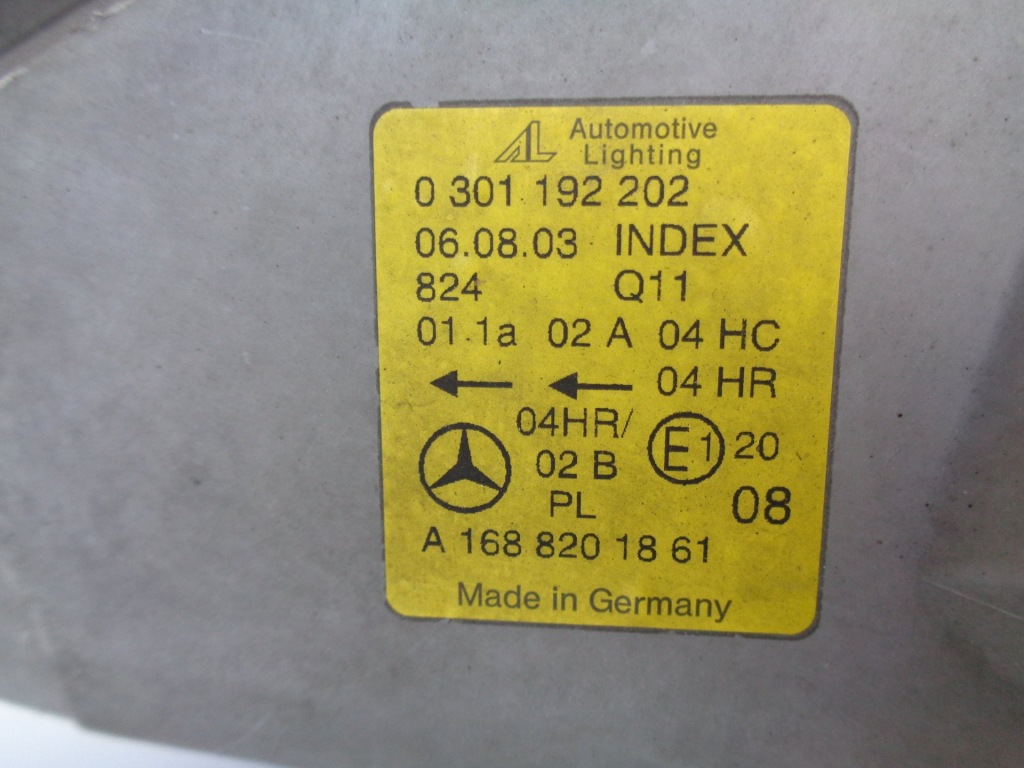 AL Automotive
Lighting
0 301 192 202
06.08.03 INDEX
824 Q11
01 1a 02 A 04 HC
04 HR
04HR/
02 B
E1 20
PL
08
A 168 820 18 61
Made in Germany